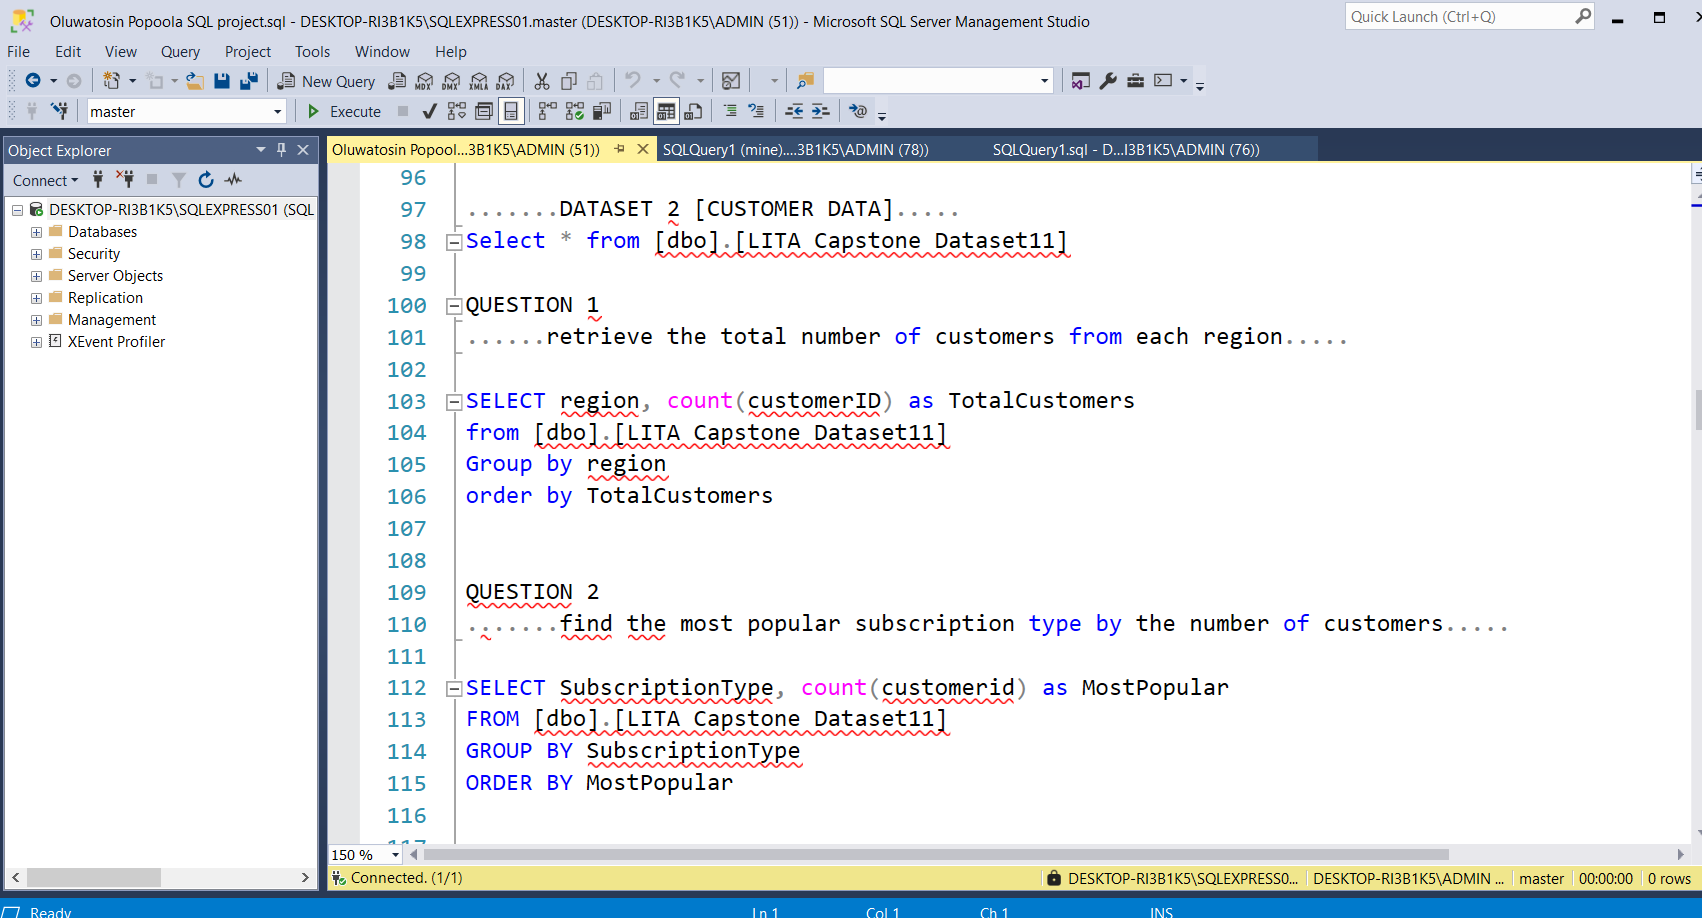 Oluwatosin Popoola SQL project.sql - DESKTOP-RI3B1K5\SQLEXPRESS01.master (DESKTOP-RI3B1K5\ADMIN (51)) - Microsoft SQL Server Management Studio
Quick Launch (Ctrl+Q)
File Edit View Query Project Tools Window Help
New Query MDX DMX XMLA DAX
master Execute
Object Explorer
Connect
DESKTOP-RI3B1K5\SQLEXPRESS01 (SQL
Databases
Security
Server Objects
Replication
Management
XEvent Profiler
Oluwatosin Popool...3B1K5\ADMIN (51)) SQLQuery1 (mine)....3B1K5\ADMIN (78)) SQLQuery1.sql - D...I3B1K5\ADMIN (76))
96
97 .......DATASET 2 [CUSTOMER DATA].....
98 Select * from [dbo].[LITA Capstone Dataset11]
99
100 QUESTION 1
101 ......retrieve the total number of customers from each region.....
102
103 SELECT region, count(customerID) as TotalCustomers
104 from [dbo].[LITA Capstone Dataset11]
105 Group by region
106 order by TotalCustomers
107
108
109 QUESTION 2
110 .......find the most popular subscription type by the number of customers.....
111
112 SELECT SubscriptionType, count(customerid) as MostPopular
113 FROM [dbo].[LITA Capstone Dataset11]
114 GROUP BY SubscriptionType
115 ORDER BY MostPopular
116
117
150 %
Connected. (1/1) DESKTOP-RI3B1K5\SQLEXPRESS0... DESKTOP-RI3B1K5\ADMIN ... master 00:00:00 0 rows
Ready Ln 1 Col 1 Ch 1 INS